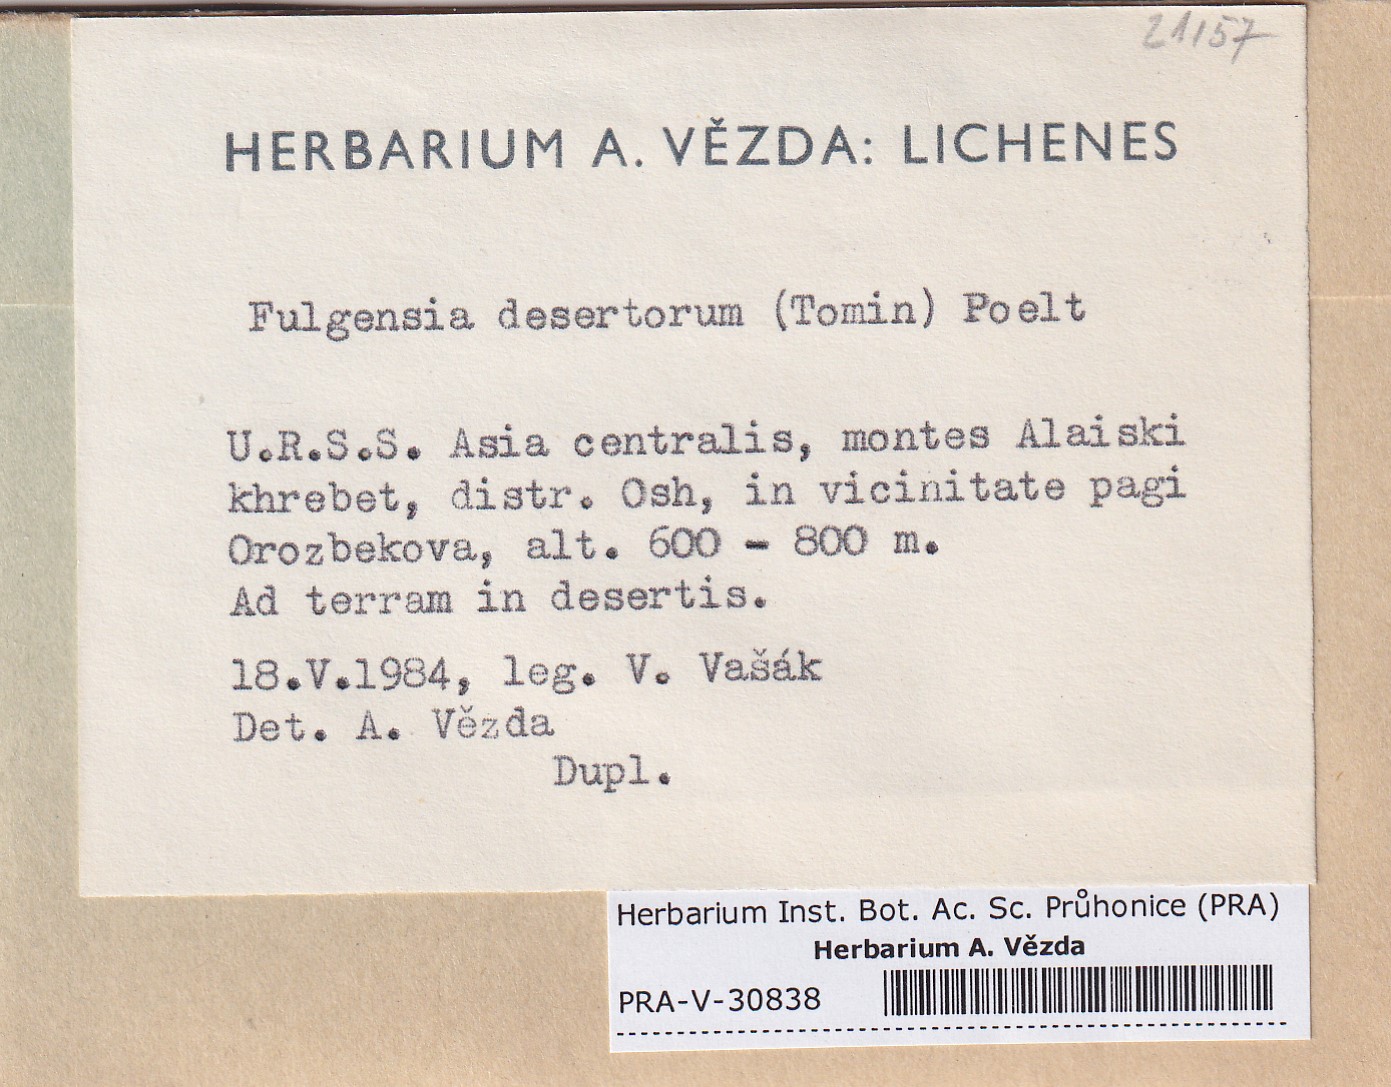 21157
HERBARIUM A. VĚZDA: LICHENES
Fulgensia desertorum (Tomin) Poelt
U.R.S.S. Asia centralis, montes Alaiski
khrebet, distr. Osh, in vicinitate pagi
Orozbekova, alt. 600 - 800 m.
Ad terram in desertis.
18.V.1984, leg. V. Vašák
Det. A. Vězda
Dupl.
Herbarium Inst. Bot. Ac. Sc. Průhonice (PRA)
Herbarium A. Vězda
PRA-V-30838